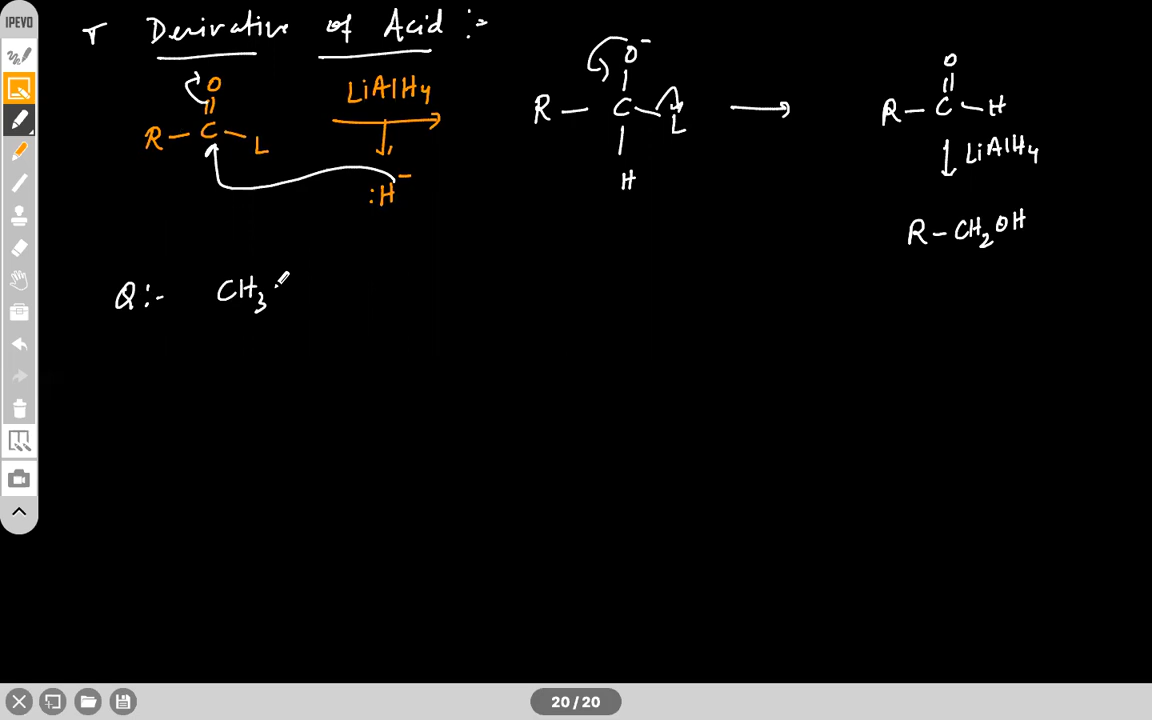 IPEVO
Derivative of Acid :-
O
R - C - L
LiAlH4
:H-
O-
R - C - L
H
O
R - C - H
LiAlH4
R - CH2OH
Q :- CH3
20 / 20